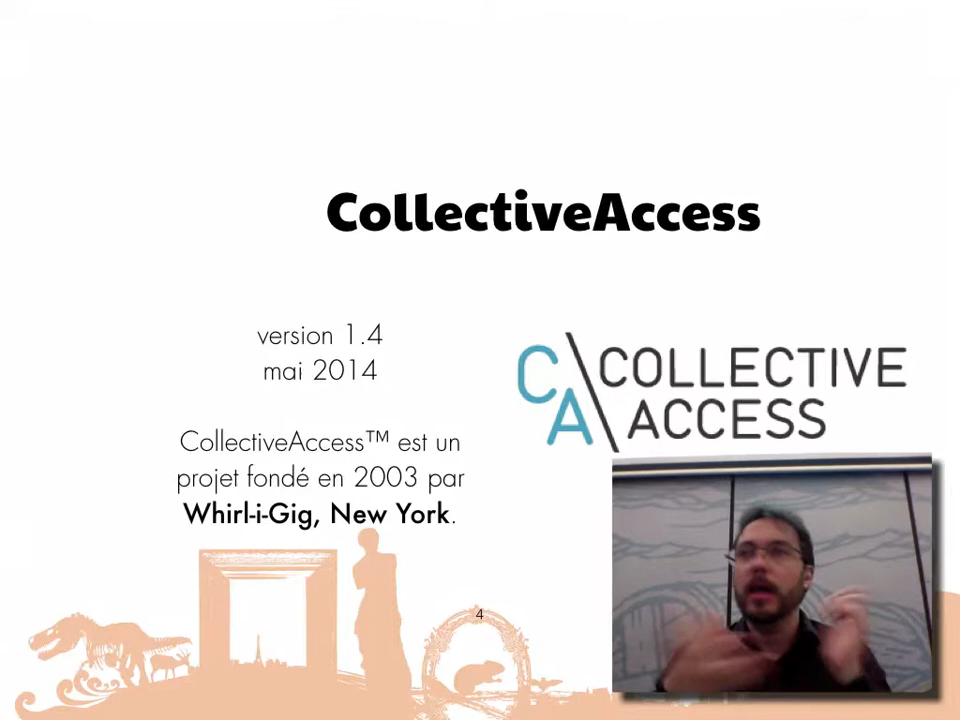 CollectiveAccess
version 1.4
mai 2014
CollectiveAccess™ est un
projet fondé en 2003 par
Whirl-i-Gig, New York.
CA COLLECTIVE
ACCESS
4